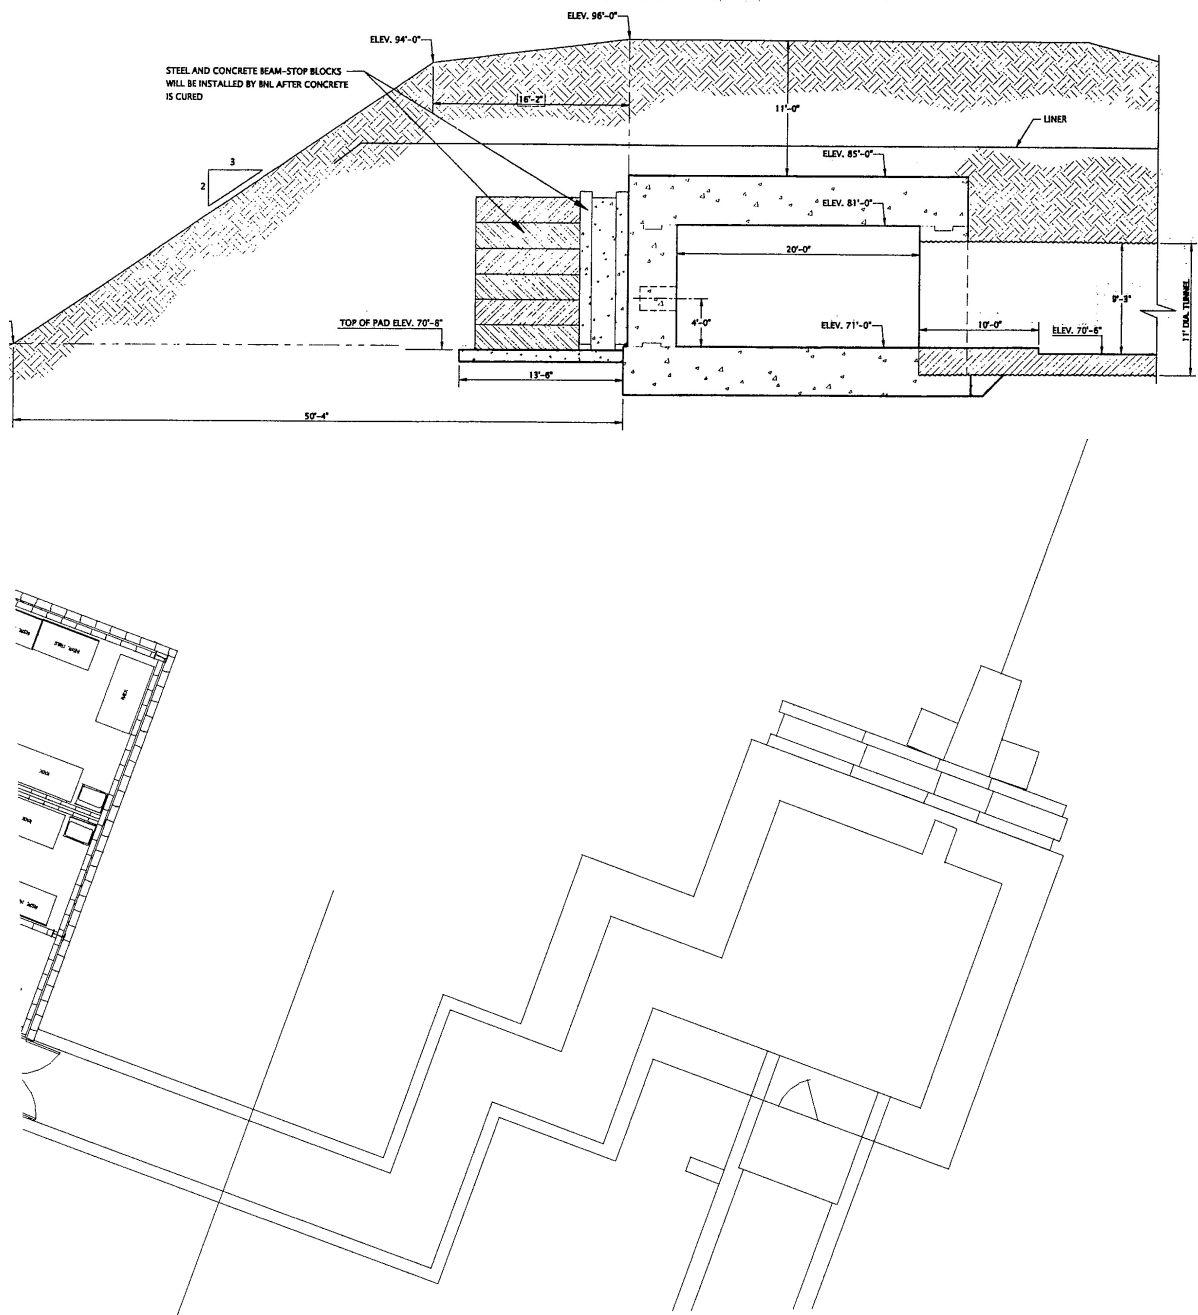 ELEV. 96'-0"
ELEV. 94'-0"
STEEL AND CONCRETE BEAM-STOP BLOCKS
WILL BE INSTALLED BY BNL AFTER CONCRETE
IS CURED
16'-2"
11'-0"
LINER
3
2
ELEV. 85'-0"
ELEV. 81'-0"
20'-0"
9'-3"
11' DIA. TUNNEL
TOP OF PAD ELEV. 70'-8"
4'-0"
ELEV. 71'-0"
10'-0"
ELEV. 70'-6"
13'-6"
50'-4"